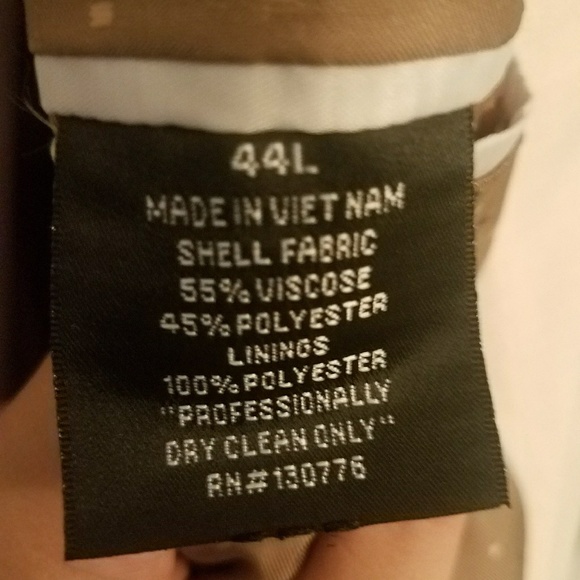 44L
MADE IN VIET NAM
SHELL FABRIC
55% VISCOSE
45% POLYESTER
LININGS
100% POLYESTER
"PROFESSIONALLY
DRY CLEAN ONLY"
RN#130776